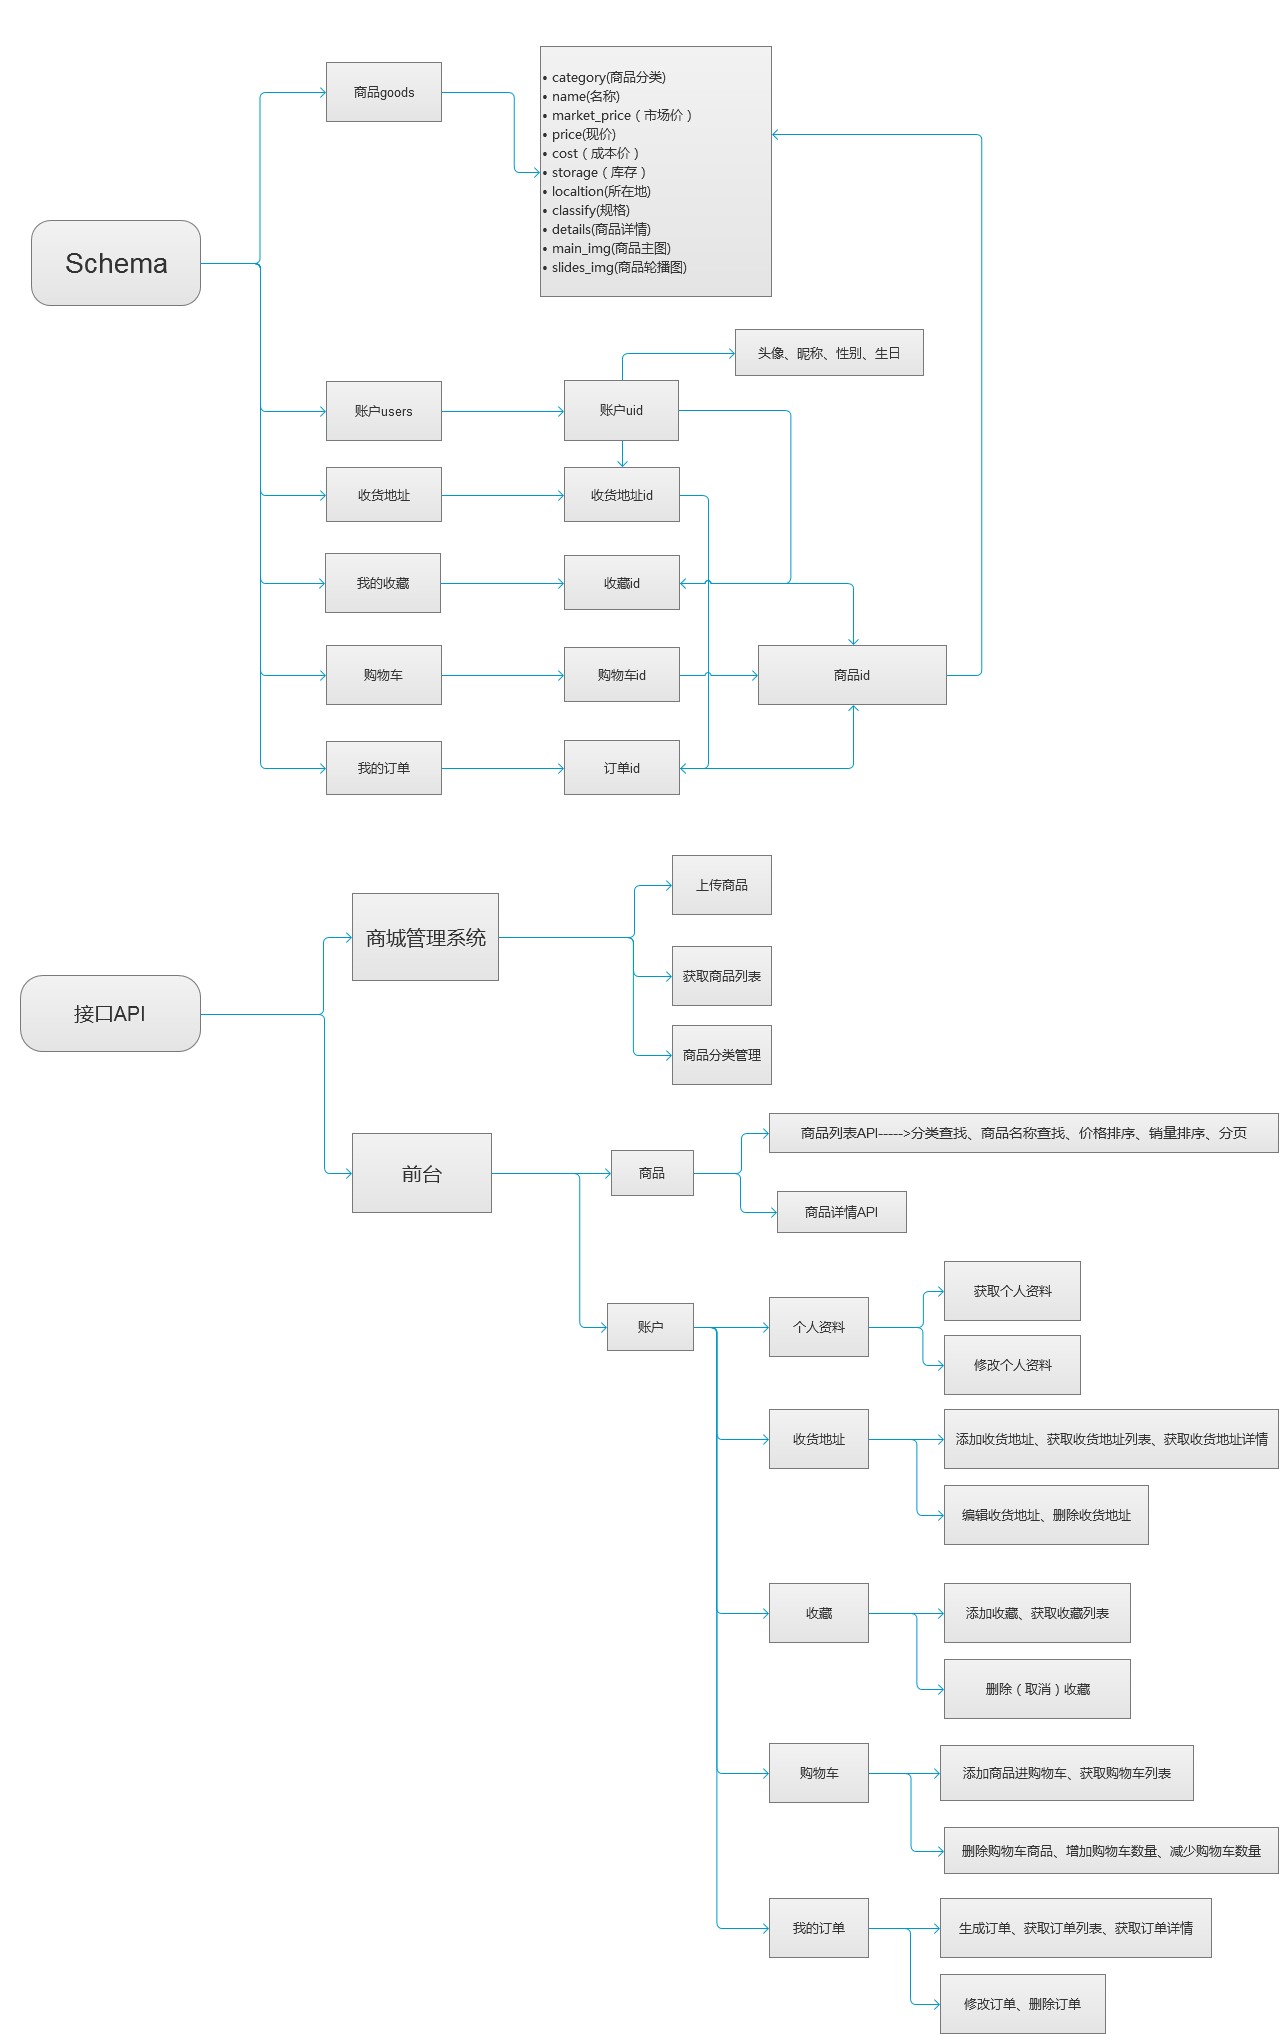 Schema
商品goods
• category(商品分类)
• name(名称)
• market_price（市场价）
• price(现价)
• cost（成本价）
• storage（库存）
• localtion(所在地)
• classify(规格)
• details(商品详情)
• main_img(商品主图)
• slides_img(商品轮播图)
头像、昵称、性别、生日
账户users
账户uid
收货地址
收货地址id
我的收藏
收藏id
购物车
购物车id
商品id
我的订单
订单id
接口API
商城管理系统
上传商品
获取商品列表
商品分类管理
前台
商品
商品列表API----->分类查找、商品名称查找、价格排序、销量排序、分页
商品详情API
账户
个人资料
获取个人资料
修改个人资料
收货地址
添加收货地址、获取收货地址列表、获取收货地址详情
编辑收货地址、删除收货地址
收藏
添加收藏、获取收藏列表
删除（取消）收藏
购物车
添加商品进购物车、获取购物车列表
删除购物车商品、增加购物车数量、减少购物车数量
我的订单
生成订单、获取订单列表、获取订单详情
修改订单、删除订单